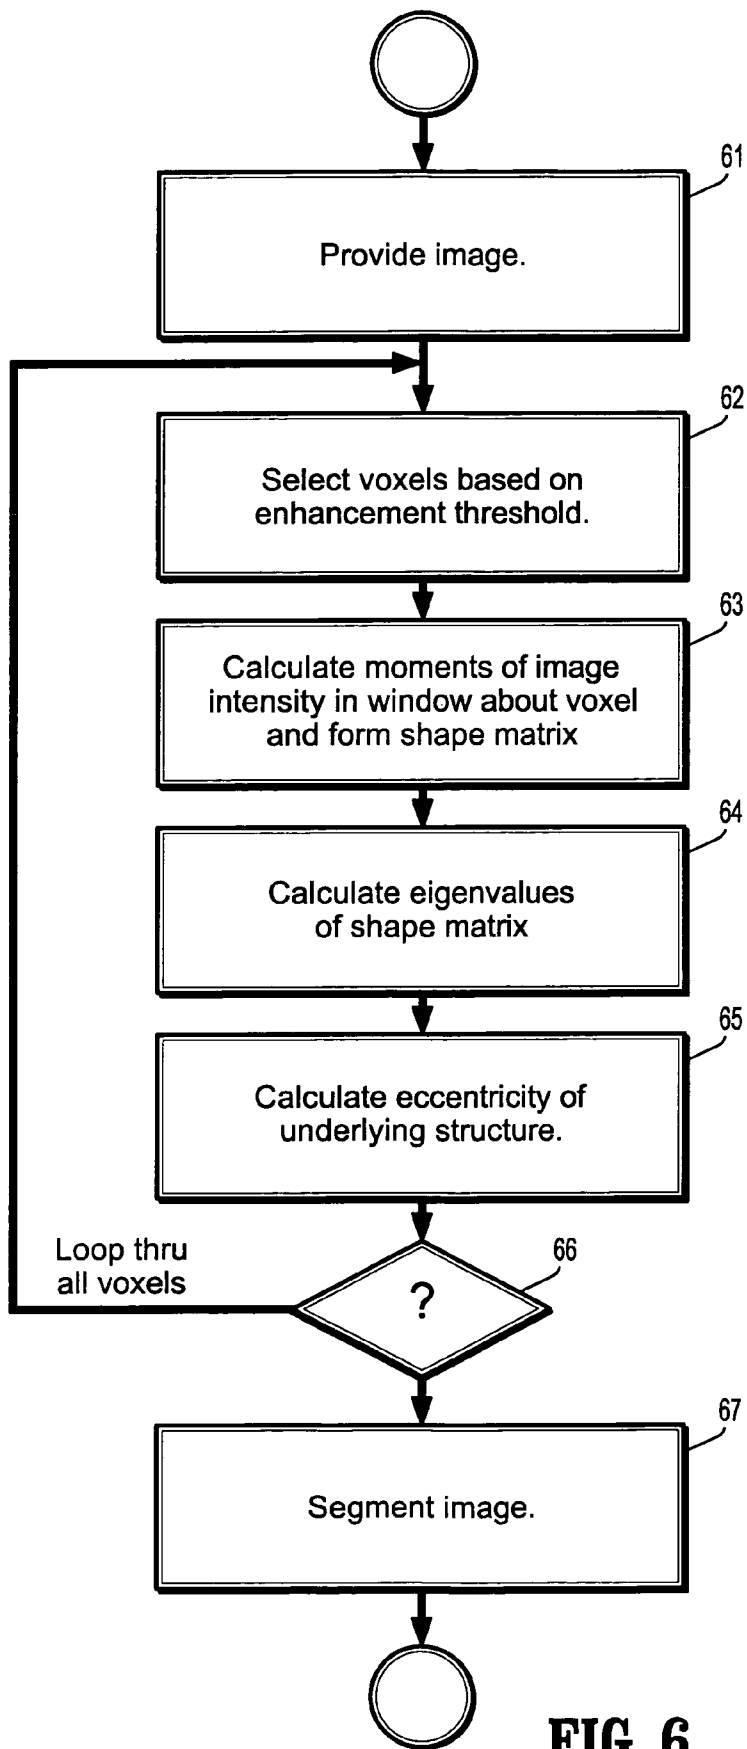 61
Provide image.
62
Select voxels based on
enhancement threshold.
63
Calculate moments of image
intensity in window about voxel
and form shape matrix
64
Calculate eigenvalues
of shape matrix
65
Calculate eccentricity of
underlying structure.
Loop thru
all voxels
66
?
67
Segment image.
FIG. 6